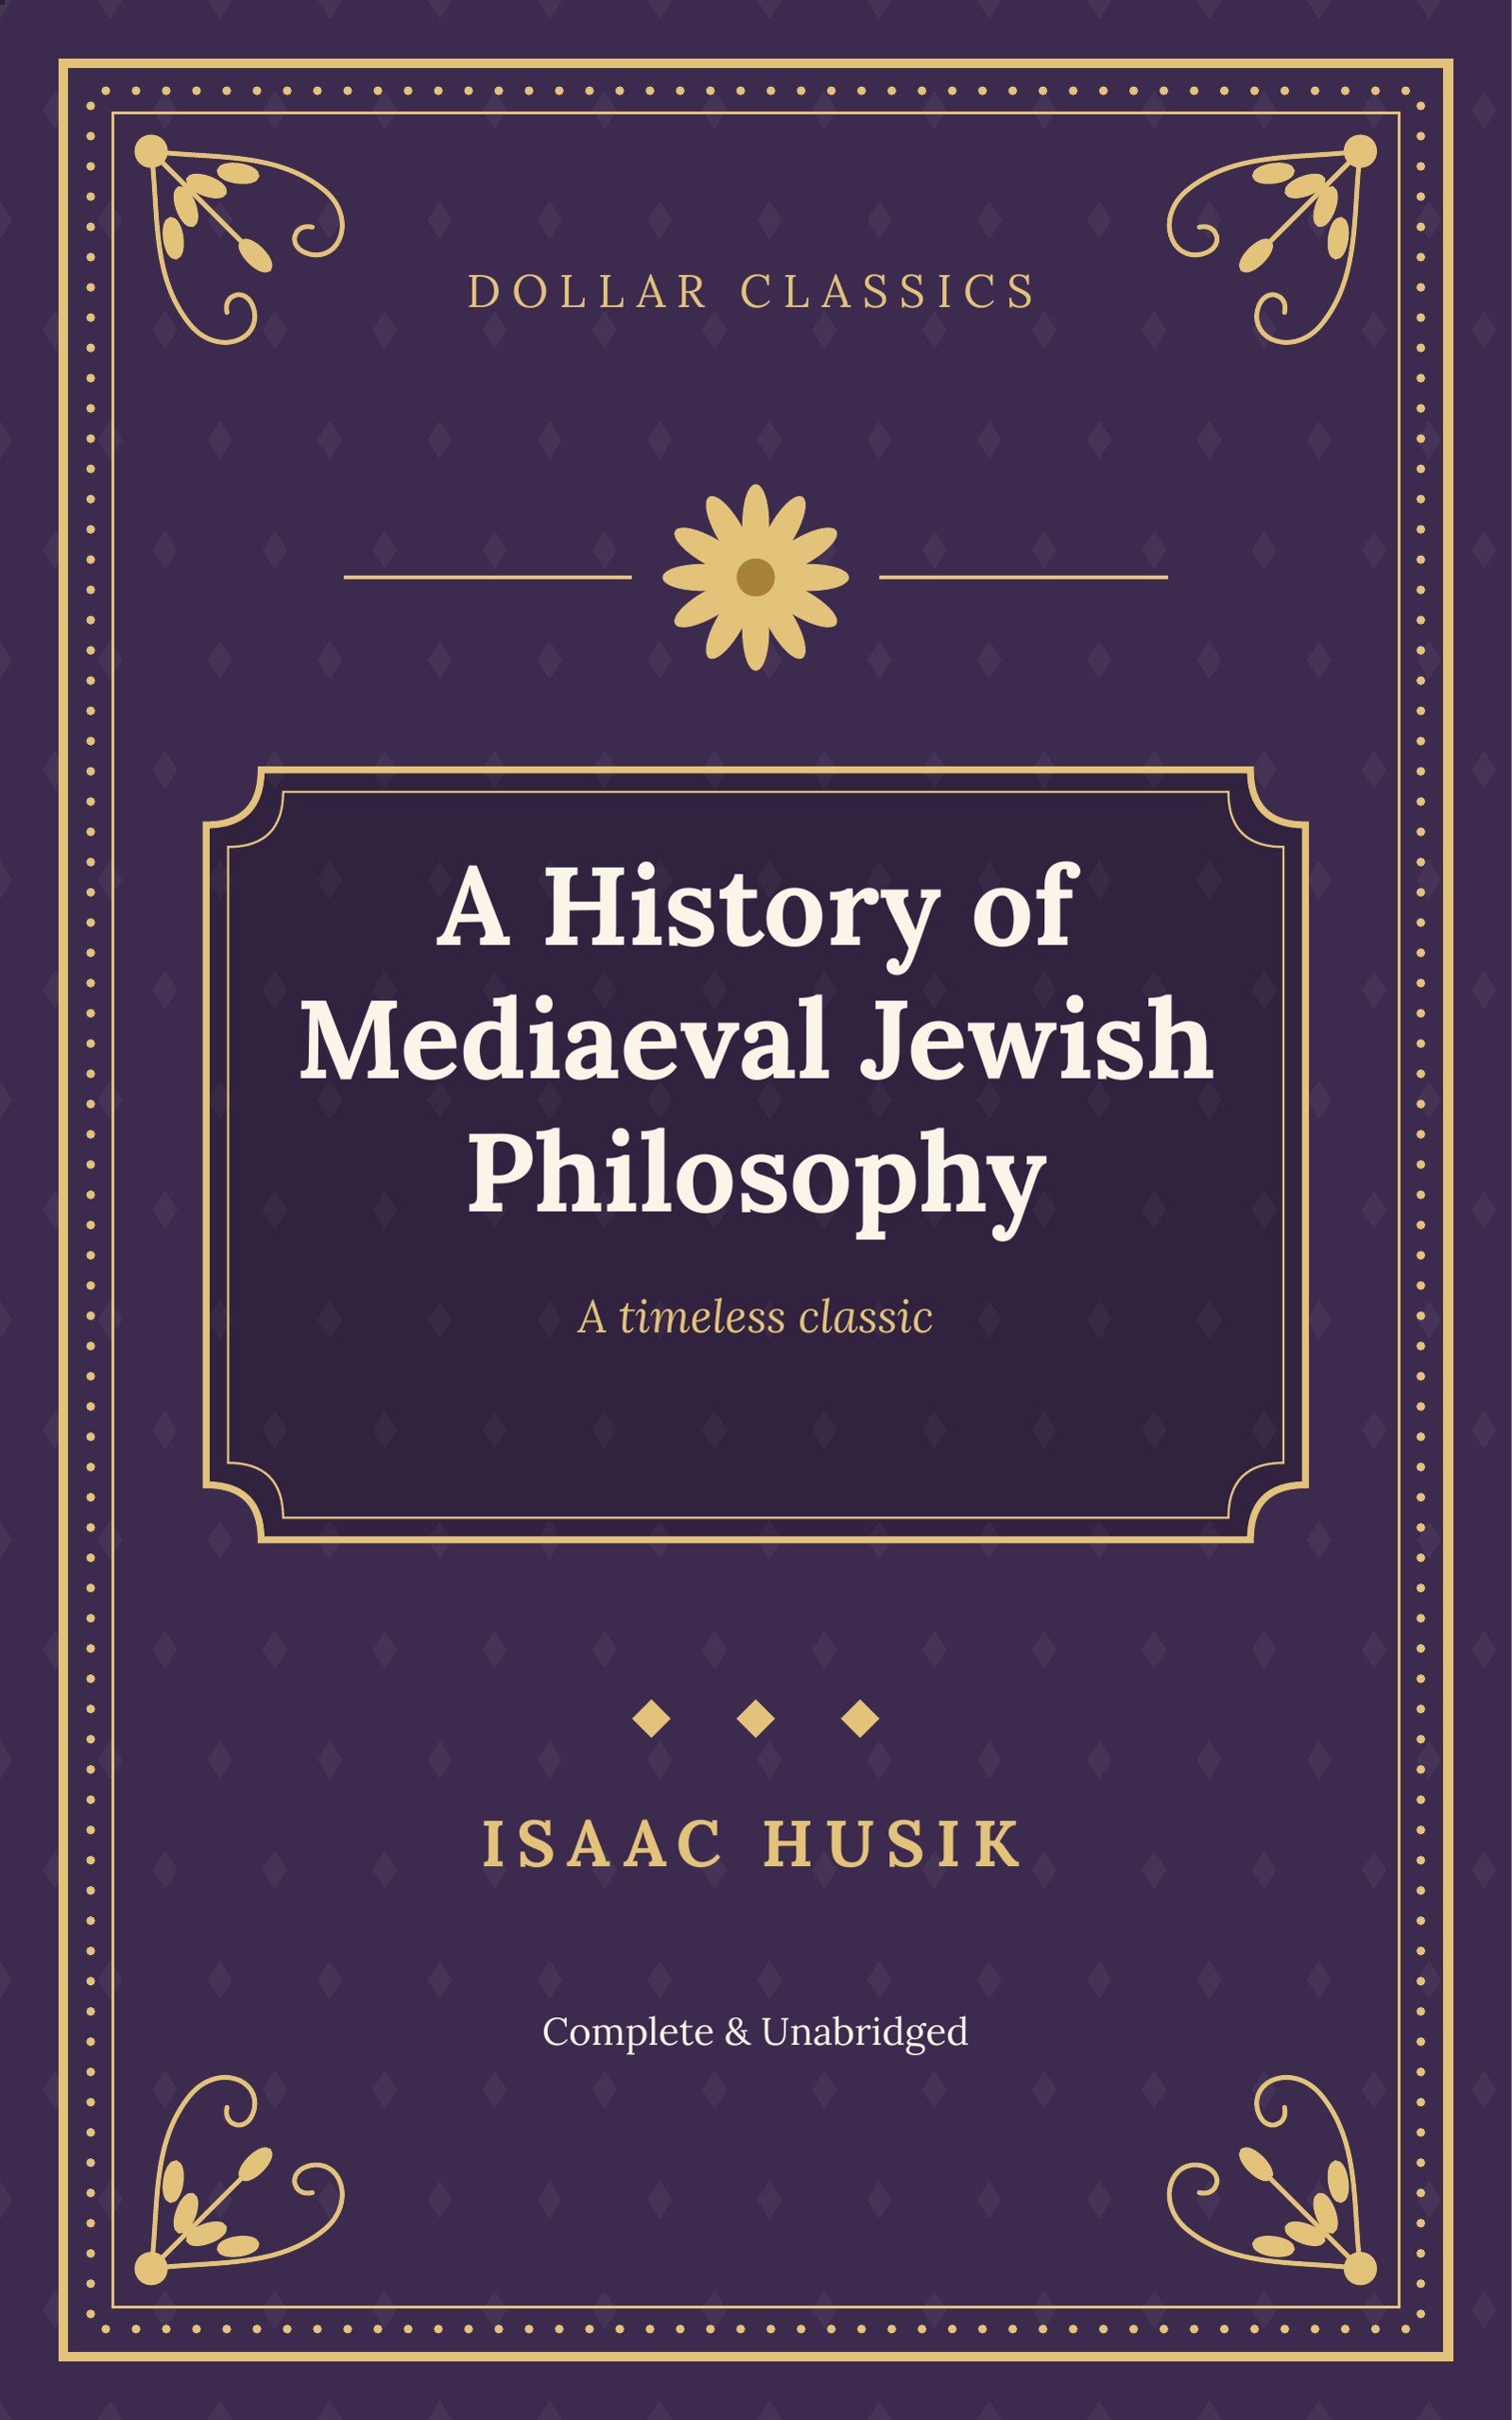 DOLLAR CLASSICS
A History of
Mediaeval Jewish
Philosophy
A timeless classic
ISAAC HUSIK
Complete & Unabridged